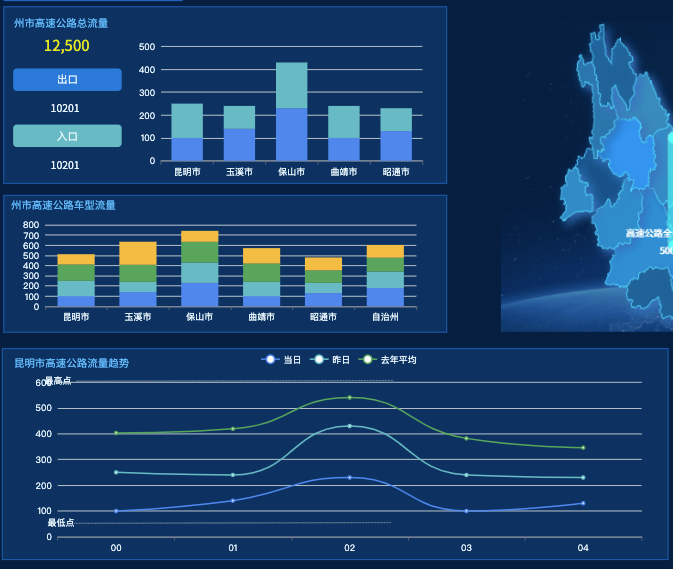 州市高速公路总流量
12,500
出口
10201
入口
10201
500
400
300
200
100
0
昆明市 玉溪市 保山市 曲靖市 昭通市
州市高速公路车型流量
800
700
600
500
400
300
200
100
0
昆明市 玉溪市 保山市 曲靖市 昭通市 自治州
高速公路全
500
昆明市高速公路流量趋势
当日 昨日 去年平均
600
最高点
500
400
300
200
100
最低点
0
00 01 02 03 04